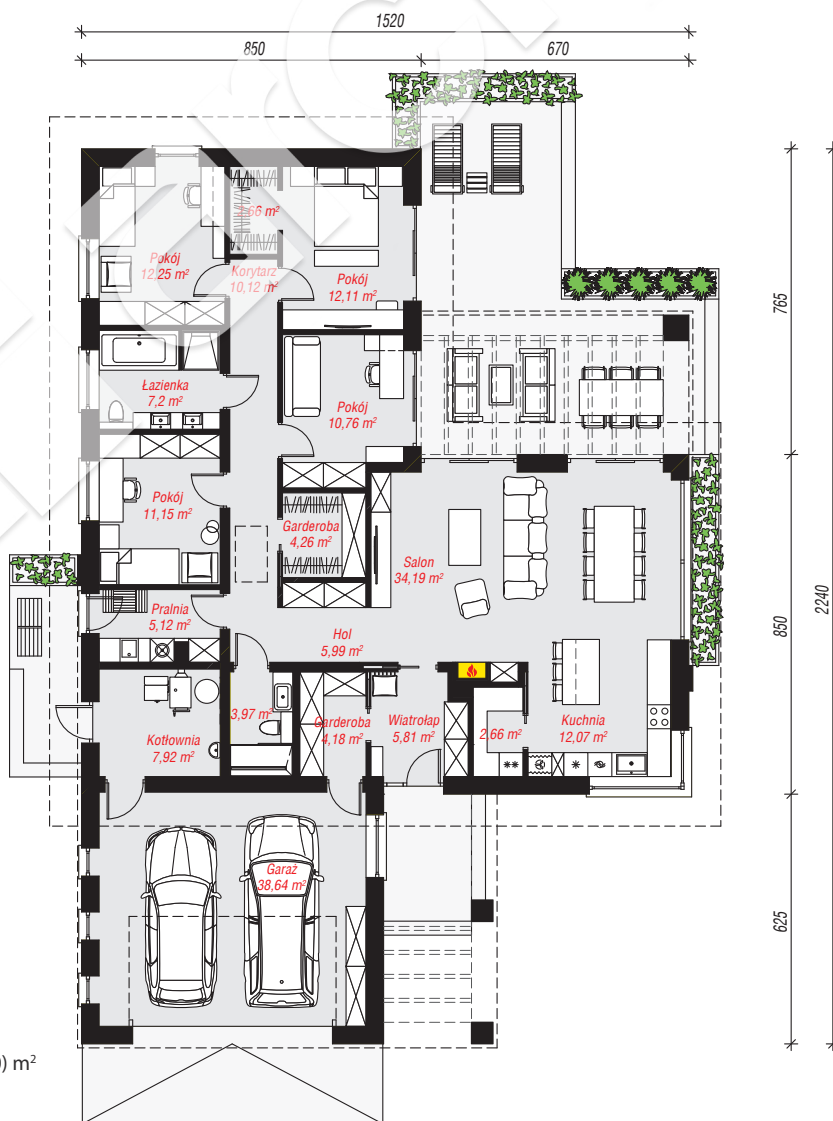 1520
850
670
Pokój
12,25 m²
,66 m²
Korytarz
10,12 m²
Pokój
12,11 m²
765
Łazienka
7,2 m²
Pokój
10,76 m²
Pokój
11,15 m²
Garderoba
4,26 m²
Salon
34,19 m²
2240
850
Pralnia
5,12 m²
Hol
5,99 m²
Kotłownia
7,92 m²
3,97 m²
Garderoba
4,18 m²
Wiatrołap
5,81 m²
2,66 m²
Kuchnia
12,07 m²
Garaż
38,64 m²
625
) m²